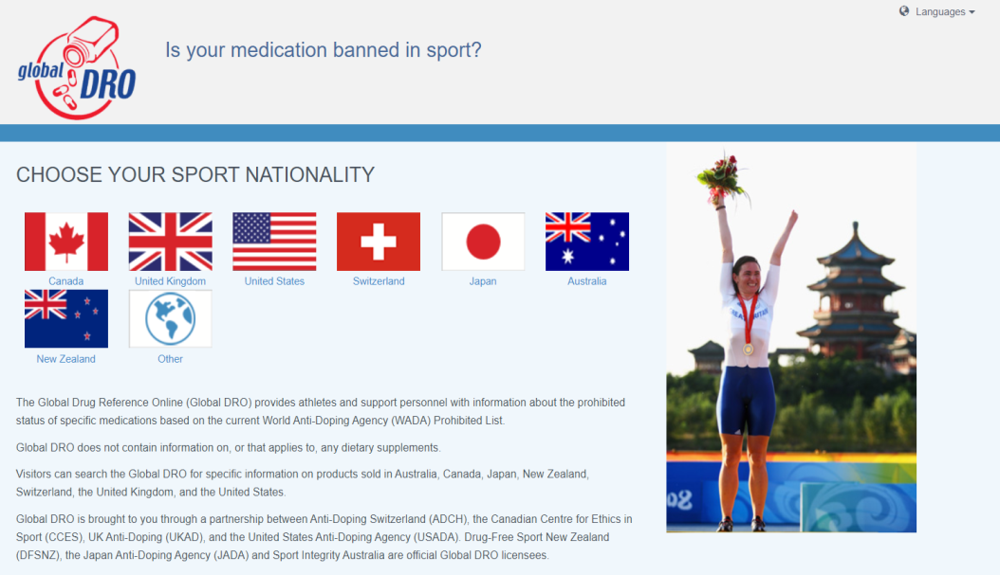 Languages
global
DRO
Is your medication banned in sport?
CHOOSE YOUR SPORT NATIONALITY
Canada
United Kingdom
United States
Switzerland
Japan
Australia
New Zealand
Other
The Global Drug Reference Online (Global DRO) provides athletes and support personnel with information about the prohibited
status of specific medications based on the current World Anti-Doping Agency (WADA) Prohibited List.
Global DRO does not contain information on, or that applies to, any dietary supplements.
Visitors can search the Global DRO for specific information on products sold in Australia, Canada, Japan, New Zealand,
Switzerland, the United Kingdom, and the United States.
Global DRO is brought to you through a partnership between Anti-Doping Switzerland (ADCH), the Canadian Centre for Ethics in
Sport (CCES), UK Anti-Doping (UKAD), and the United States Anti-Doping Agency (USADA). Drug-Free Sport New Zealand
(DFSNZ), the Japan Anti-Doping Agency (JADA) and Sport Integrity Australia are official Global DRO licensees.